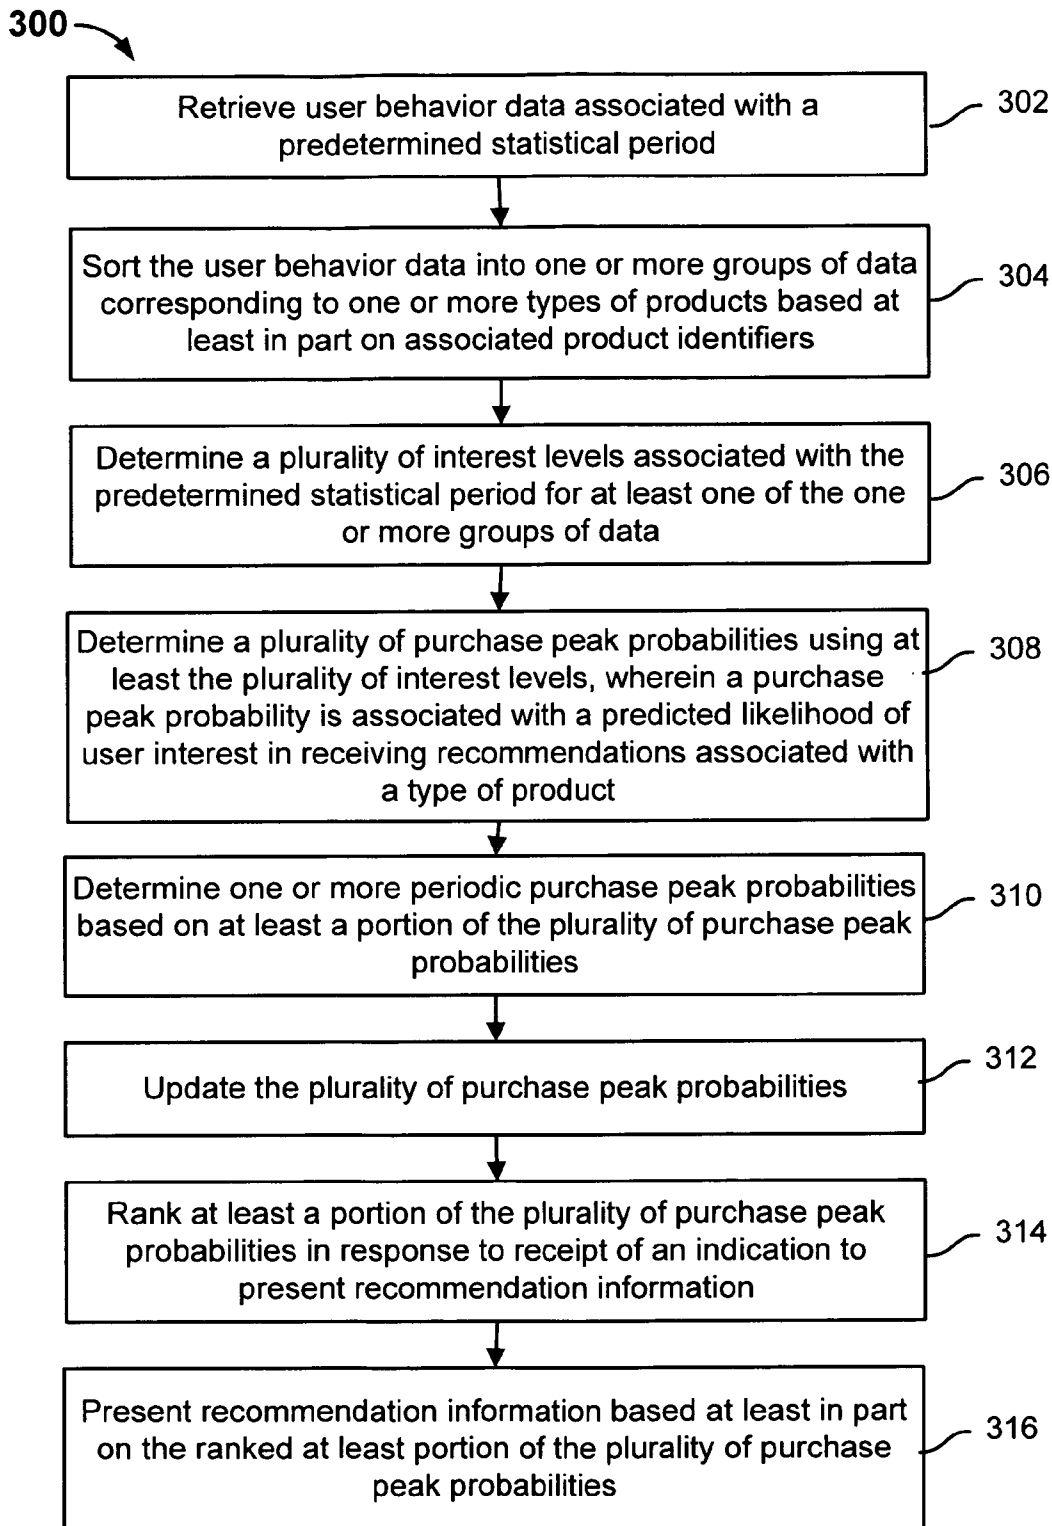 300
Retrieve user behavior data associated with a
predetermined statistical period
302
Sort the user behavior data into one or more groups of data
corresponding to one or more types of products based at
least in part on associated product identifiers
304
Determine a plurality of interest levels associated with the
predetermined statistical period for at least one of the one
or more groups of data
306
Determine a plurality of purchase peak probabilities using at
least the plurality of interest levels, wherein a purchase
peak probability is associated with a predicted likelihood of
user interest in receiving recommendations associated with
a type of product
308
Determine one or more periodic purchase peak probabilities
based on at least a portion of the plurality of purchase peak
probabilities
310
Update the plurality of purchase peak probabilities
312
Rank at least a portion of the plurality of purchase peak
probabilities in response to receipt of an indication to
present recommendation information
314
Present recommendation information based at least in part
on the ranked at least portion of the plurality of purchase
peak probabilities
316